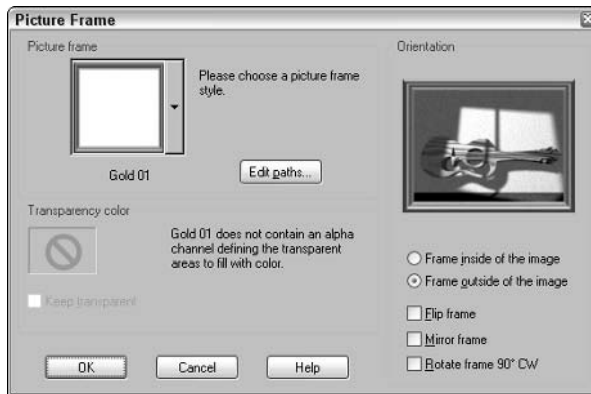 Picture Frame
Picture frame
Please choose a picture frame
style.
Gold 01
Edit paths...
Transparency color
Gold 01 does not contain an alpha
channel defining the transparent
areas to fill with color.
Keep transparent
OK
Cancel
Help
Orientation
Frame inside of the image
Frame outside of the image
Flip frame
Mirror frame
Rotate frame 90° CW